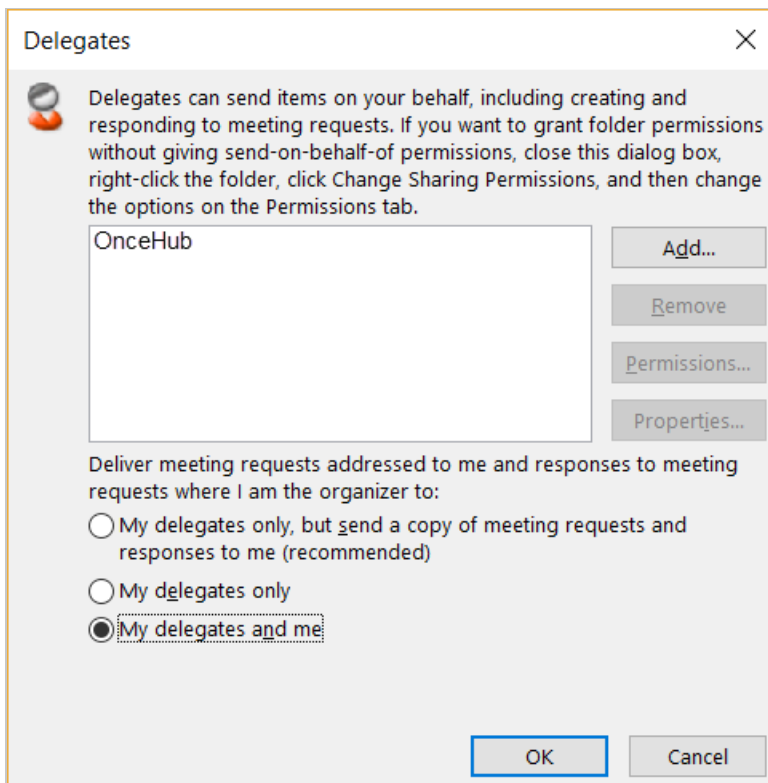 Delegates
Delegates can send items on your behalf, including creating and
responding to meeting requests. If you want to grant folder permissions
without giving send-on-behalf-of permissions, close this dialog box,
right-click the folder, click Change Sharing Permissions, and then change
the options on the Permissions tab.
OnceHub
Add...
Remove
Permissions...
Properties...
Deliver meeting requests addressed to me and responses to meeting
requests where I am the organizer to:
My delegates only, but send a copy of meeting requests and
responses to me (recommended)
My delegates only
My delegates and me
OK
Cancel